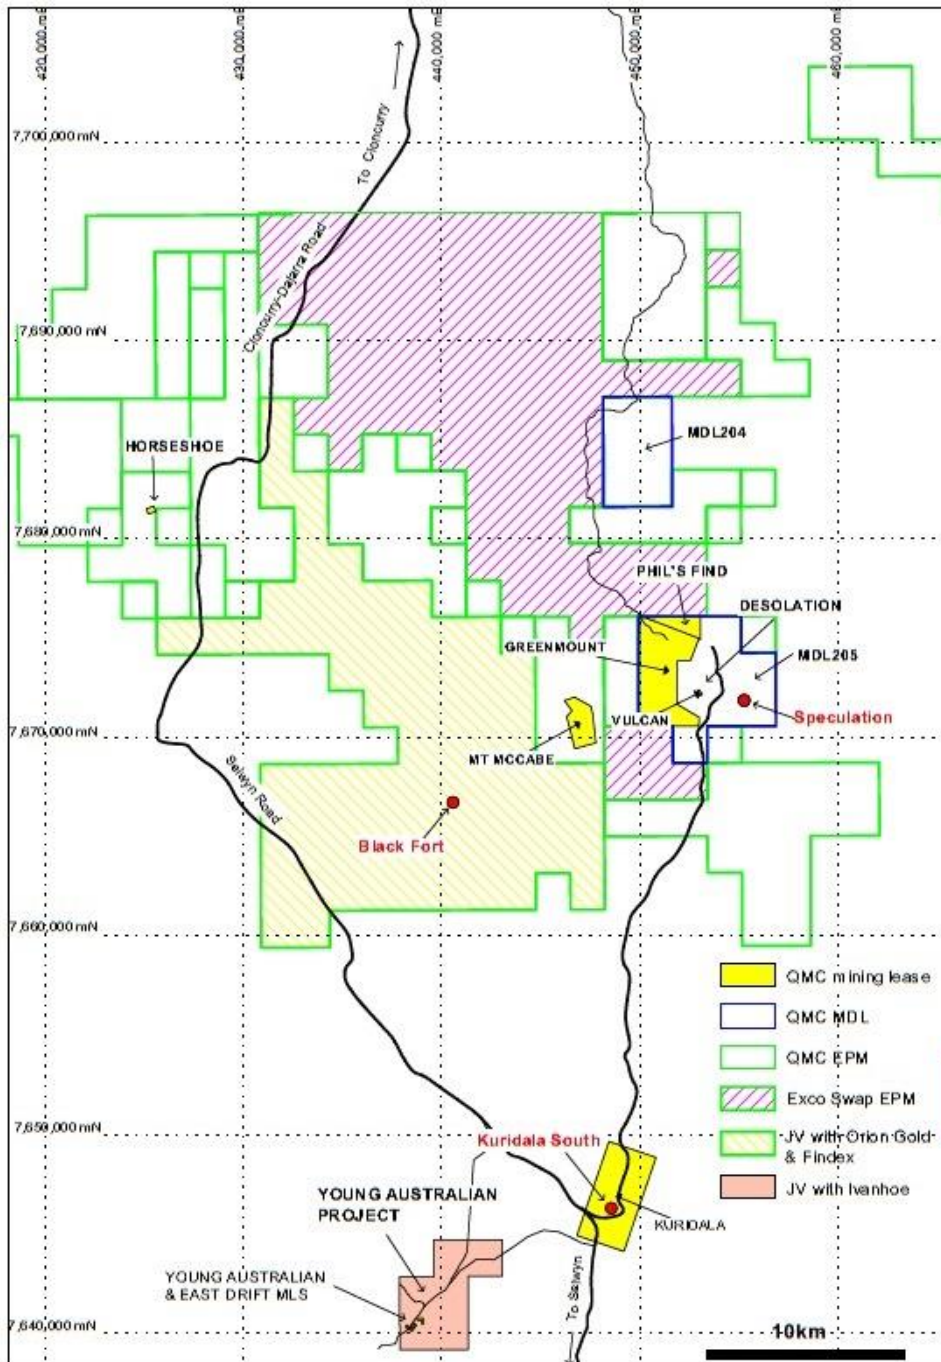 420,000 mE
430,000 mE
440,000 mE
450,000 mE
460,000 mE
7,700,000 mN
To Cloncurry
Cloncurry-Dajarra Road
7,690,000 mN
HORSESHOE
MDL204
7,680,000 mN
PHIL'S FIND
DESOLATION
GREENMOUNT
MDL205
VULCAN
Speculation
7,670,000 mN
MT MCCABE
Selwyn Road
Black Fort
7,660,000 mN
QMC mining lease
QMC MDL
QMC EPM
Exco Swap EPM
7,650,000 mN
Kuridala South
JV with Orion Gold
& Findex
JV with Ivanhoe
YOUNG AUSTRALIAN
PROJECT
KURIDALA
YOUNG AUSTRALIAN
& EAST DRIFT MLS
To Selwyn
7,640,000 mN
10km